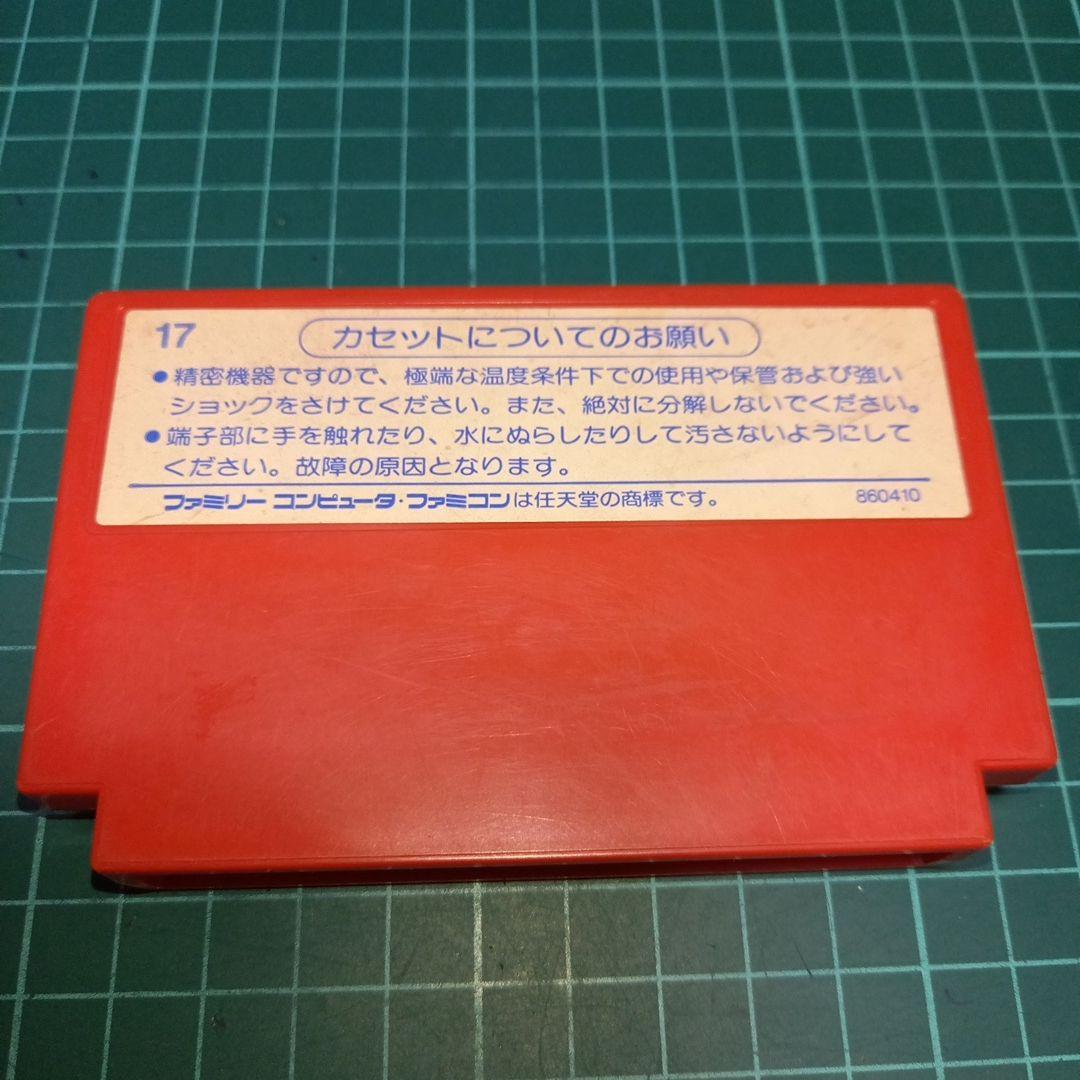 17 カセットについてのお願い
●精密機器ですので、極端な温度条件下での使用や保管および強い
ショックをさけてください。また、絶対に分解しないでください。
●端子部に手を触れたり、水にぬらしたりして汚さないようにして
ください。故障の原因となります。
ファミリー コンピュータ・ファミコンは任天堂の商標です。 860410